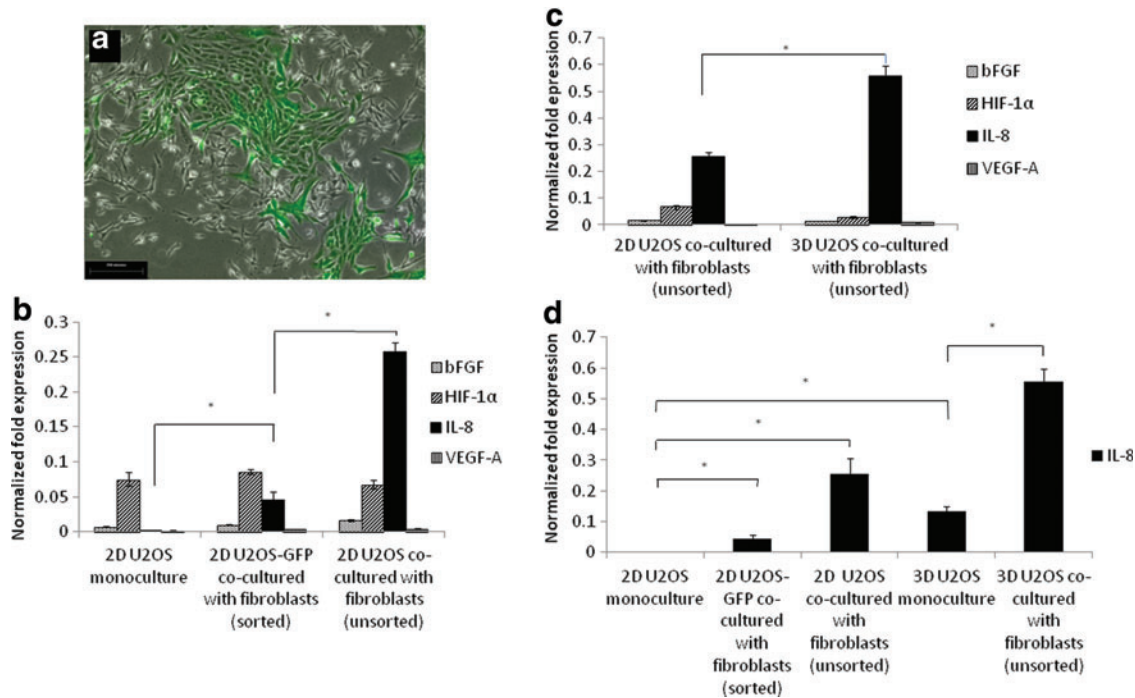 a
b
Normalized fold expression
0.3
0.25
0.2
0.15
0.1
0.05
0
*
*
bFGF
HIF-1α
IL-8
VEGF-A
2D U2OS
monoculture
2D U2OS-GFP
co-cultured
with fibroblasts
(sorted)
2D U2OS co-
cultured with
fibroblasts
(unsorted)
c
Normalized fold epression
0.7
0.6
0.5
0.4
0.3
0.2
0.1
0
*
bFGF
HIF-1α
IL-8
VEGF-A
2D U2OS co-cultured
with fibroblasts
(unsorted)
3D U2OS co-cultured
with fibroblasts
(unsorted)
d
Normalized fold expression
0.7
0.6
0.5
0.4
0.3
0.2
0.1
0
*
*
*
*
IL-8
2D U2OS
monoculture
2D U2OS-
GFP co-
cultured
with
fibroblasts
(sorted)
2D U2OS
co-cultured
with
fibroblasts
(unsorted)
3D U2OS
monoculture
3D U2OS co-
cultured
with
fibroblasts
(unsorted)